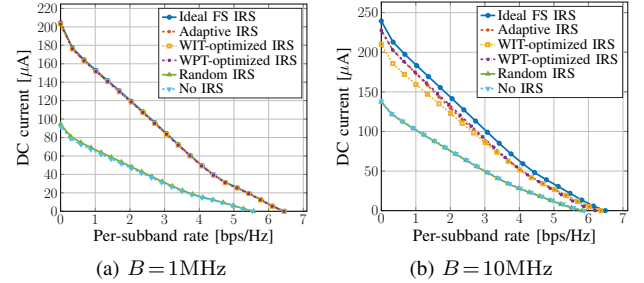 220
200
180
160
140
120
100
80
60
40
20
0
DC current [μA]
0 1 2 3 4 5 6 7
Per-subband rate [bps/Hz]
Ideal FS IRS
Adaptive IRS
WIT-optimized IRS
WPT-optimized IRS
Random IRS
No IRS
(a) B = 1MHz
250
200
150
100
50
0
DC current [μA]
0 1 2 3 4 5 6 7
Per-subband rate [bps/Hz]
Ideal FS IRS
Adaptive IRS
WIT-optimized IRS
WPT-optimized IRS
Random IRS
No IRS
(b) B = 10MHz